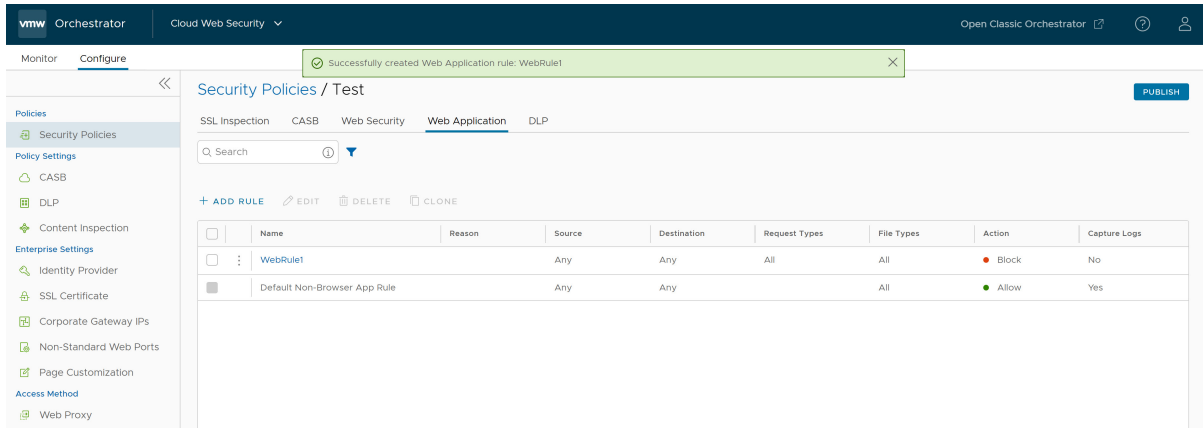 vmw Orchestrator Cloud Web Security Open Classic Orchestrator
Monitor Configure
Successfully created Web Application rule: WebRule1
Security Policies / Test
PUBLISH
Policies
Security Policies
Policy Settings
CASB
DLP
Content Inspection
Enterprise Settings
Identity Provider
SSL Certificate
Corporate Gateway IPs
Non-Standard Web Ports
Page Customization
Access Method
Web Proxy
SSL Inspection CASB Web Security Web Application DLP
Search
+ ADD RULE EDIT DELETE CLONE
Name Reason Source Destination Request Types File Types Action Capture Logs
WebRule1 Any Any All All Block No
Default Non-Browser App Rule Any Any All Allow Yes